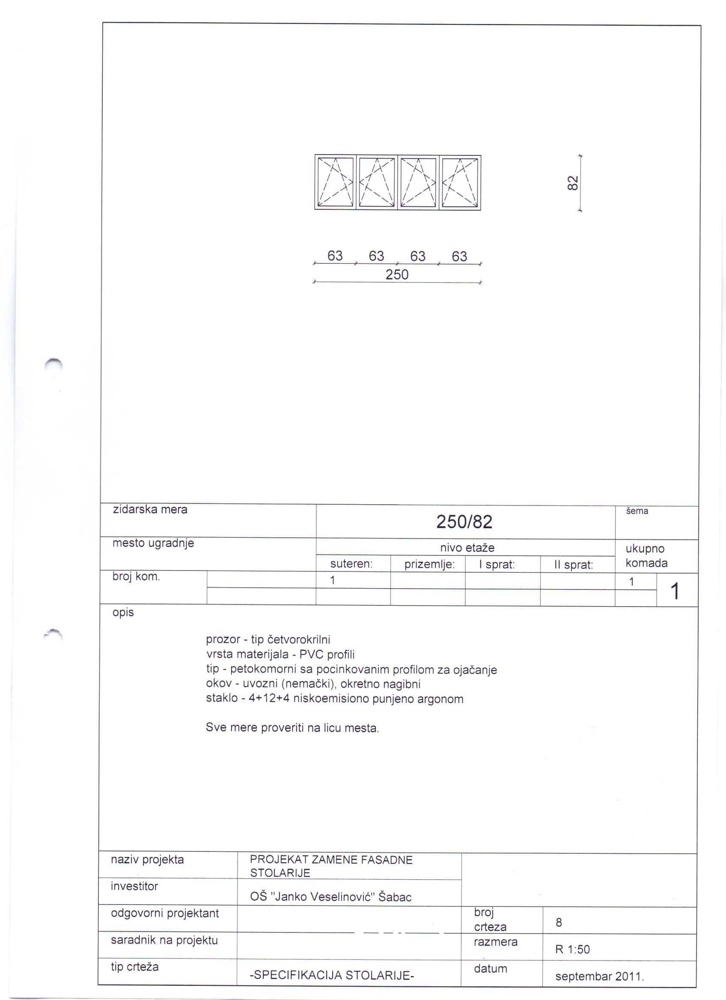 82
63 63 63 63
250
zidarska mera
250/82
šema
mesto ugradnje
nivo etaže
ukupno
komada
suteren:
prizemlje:
I sprat:
II sprat:
broj kom.
1
1
1
opis
prozor - tip četvorokrilni
vrsta materijala - PVC profili
tip - petokomorni sa pocinkovanim profilom za ojačanje
okov - uvozni (nemački), okretno nagibni
staklo - 4+12+4 niskoemisiono punjeno argonom
Sve mere proveriti na licu mesta.
naziv projekta
PROJEKAT ZAMENE FASADNE
STOLARIJE
investitor
OŠ "Janko Veselinović" Šabac
odgovorni projektant
broj
crteza
8
saradnik na projektu
razmera
R 1:50
tip crteža
-SPECIFIKACIJA STOLARIJE-
datum
septembar 2011.